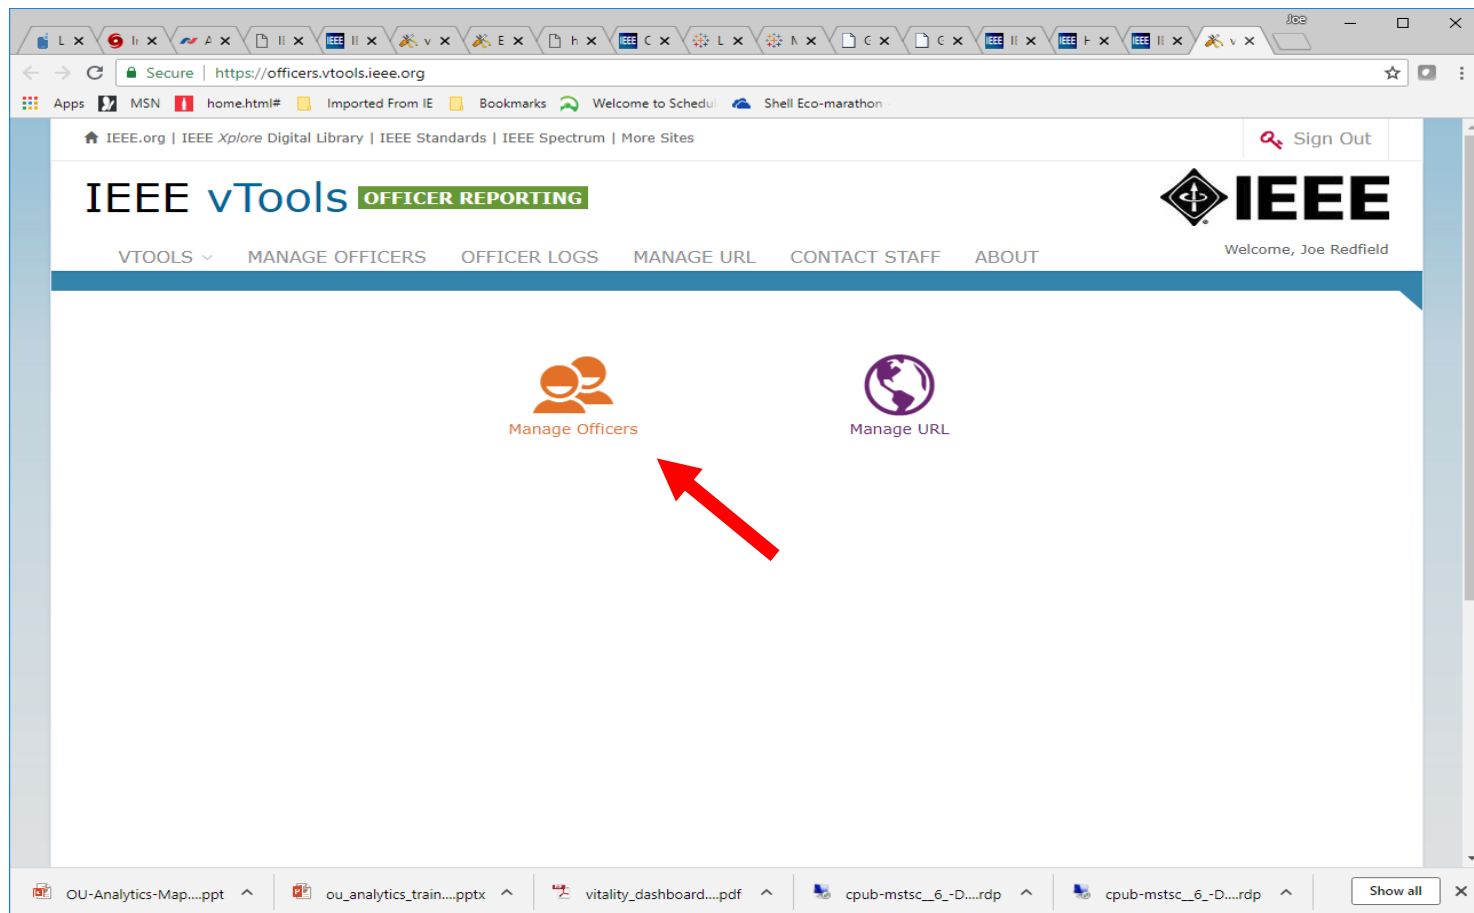 Joe
L
Secure | https://officers.vtools.ieee.org
Apps MSN home.html# Imported From IE Bookmarks Welcome to Schedul Shell Eco-marathon
IEEE.org | IEEE Xplore Digital Library | IEEE Standards | IEEE Spectrum | More Sites
Sign Out
IEEE vTools OFFICER REPORTING
IEEE
Welcome, Joe Redfield
VTOOLS MANAGE OFFICERS OFFICER LOGS MANAGE URL CONTACT STAFF ABOUT
Manage Officers
Manage URL
OU-Analytics-Map....ppt ou_analytics_train....pptx vitality_dashboard....pdf cpub-mstsc__6_-D....rdp cpub-mstsc__6_-D....rdp Show all